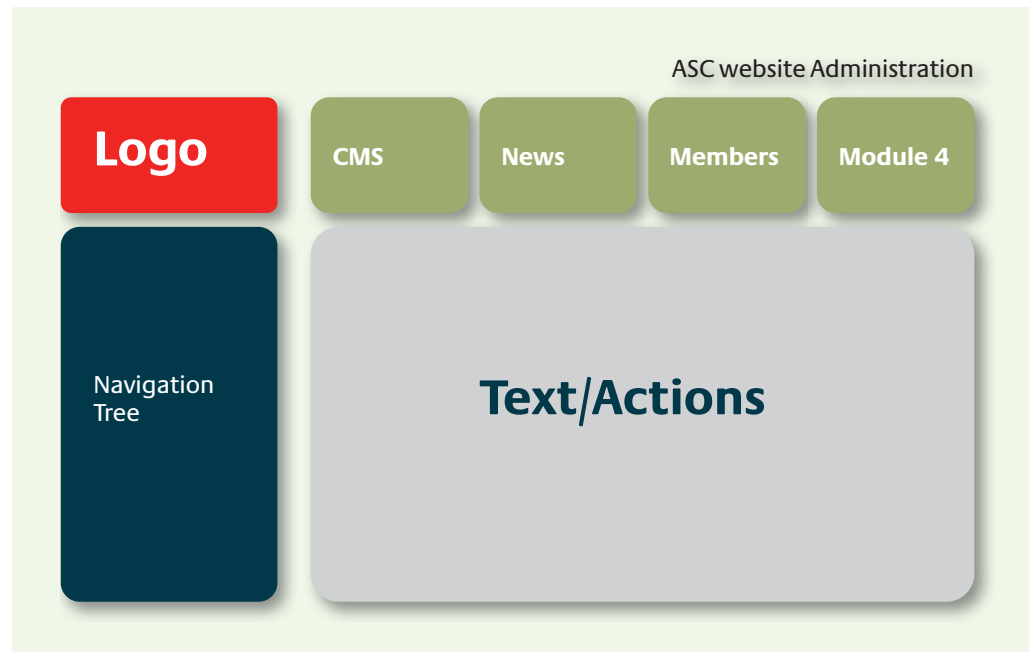 ASC website Administration
Logo
CMS
News
Members
Module 4
Navigation
Tree
Text/Actions